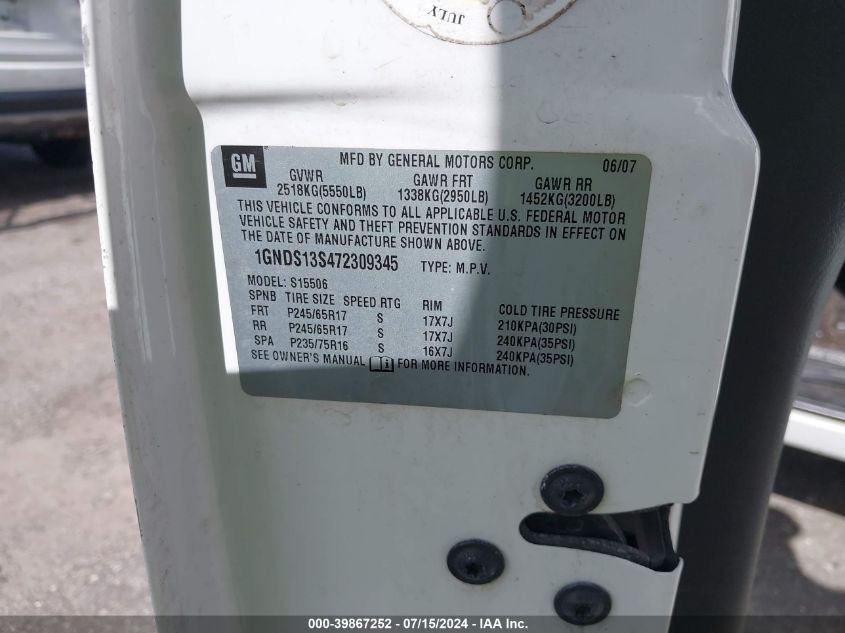 JULY
GM
MFD BY GENERAL MOTORS CORP. 06/07
GVWR GAWR FRT GAWR RR
2518KG(5550LB) 1338KG(2950LB) 1452KG(3200LB)
THIS VEHICLE CONFORMS TO ALL APPLICABLE U.S. FEDERAL MOTOR
VEHICLE SAFETY AND THEFT PREVENTION STANDARDS IN EFFECT ON
THE DATE OF MANUFACTURE SHOWN ABOVE.
1GNDS13S472309345 TYPE: M.P.V.
MODEL: S15506
SPNB TIRE SIZE SPEED RTG RIM COLD TIRE PRESSURE
FRT P245/65R17 S 17X7J 210KPA(30PSI)
RR P245/65R17 S 17X7J 240KPA(35PSI)
SPA P235/75R16 S 16X7J 240KPA(35PSI)
SEE OWNER'S MANUAL FOR MORE INFORMATION.
000-39867252 - 07/15/2024 - IAA Inc.